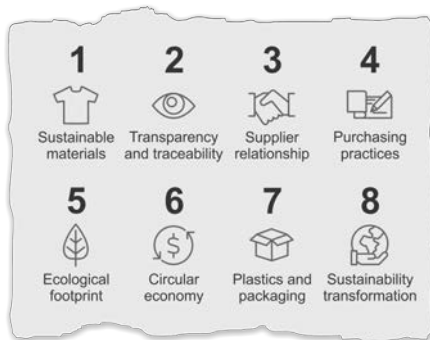 1 2 3 4
Sustainable Transparency Supplier Purchasing
materials and traceability relationship practices
5 6 7 8
Ecological Circular Plastics and Sustainability
footprint economy packaging transformation